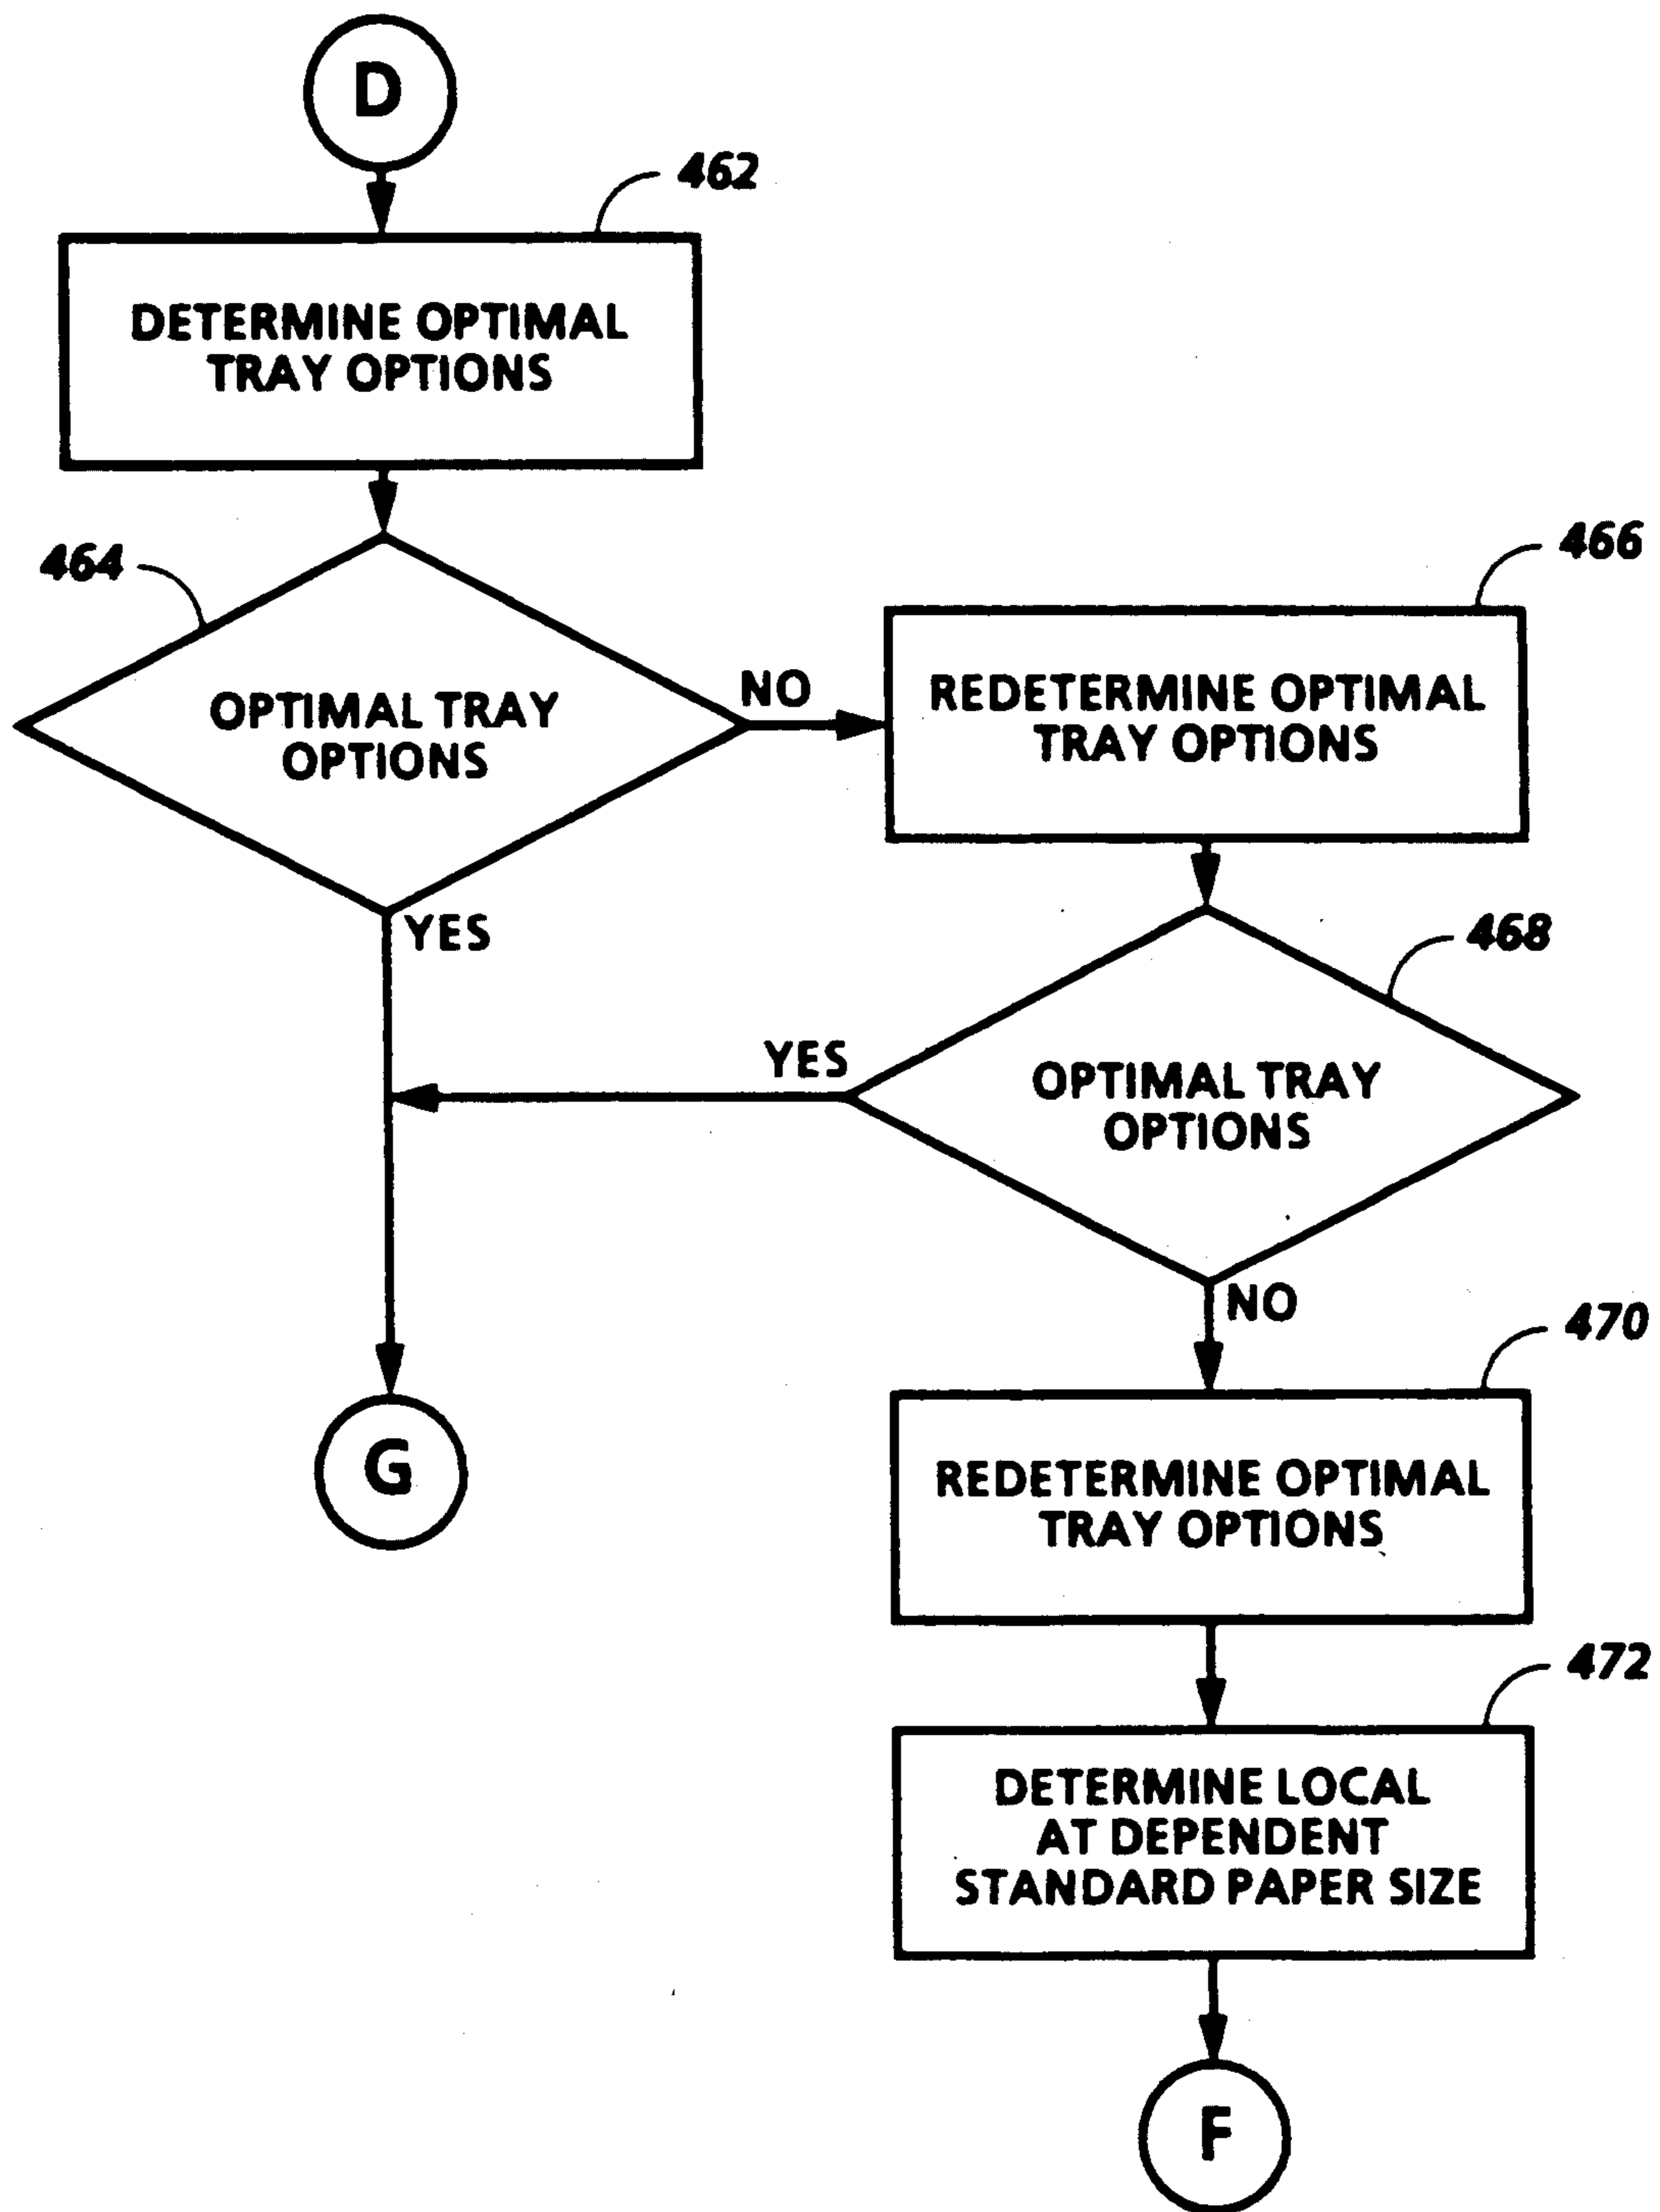 D
462
DETERMINE OPTIMAL
TRAY OPTIONS
464
OPTIMAL TRAY
OPTIONS
NO
YES
466
REDETERMINE OPTIMAL
TRAY OPTIONS
468
YES
OPTIMAL TRAY
OPTIONS
NO
G
470
REDETERMINE OPTIMAL
TRAY OPTIONS
472
DETERMINE LOCAL
AT DEPENDENT
STANDARD PAPER SIZE
F